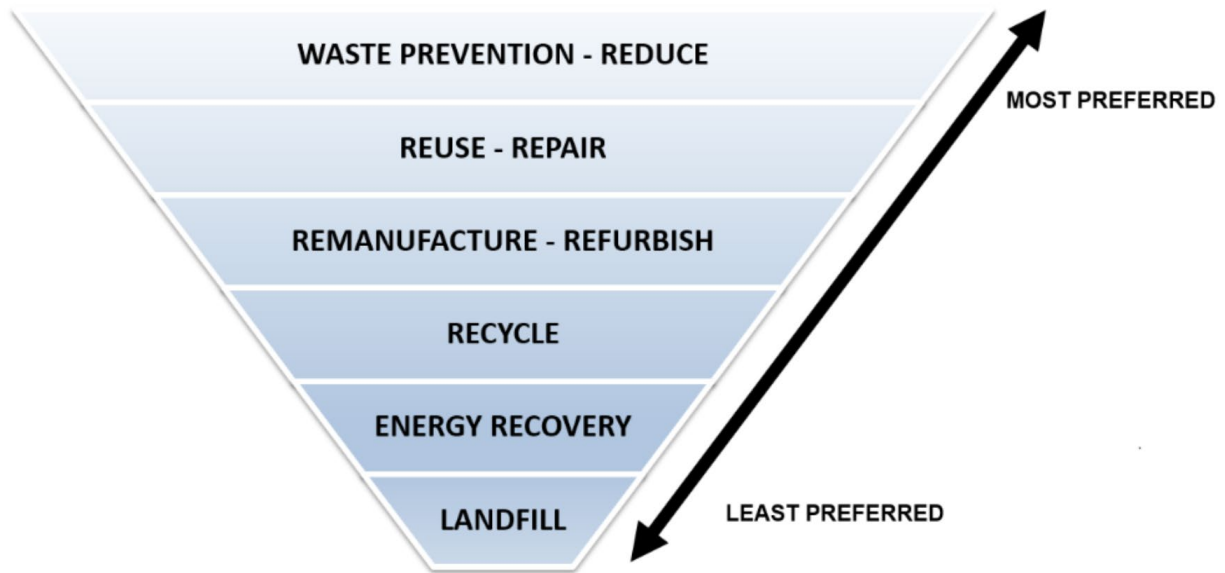 WASTE PREVENTION - REDUCE
MOST PREFERRED
REUSE - REPAIR
REMANUFACTURE - REFURBISH
RECYCLE
ENERGY RECOVERY
LANDFILL
LEAST PREFERRED